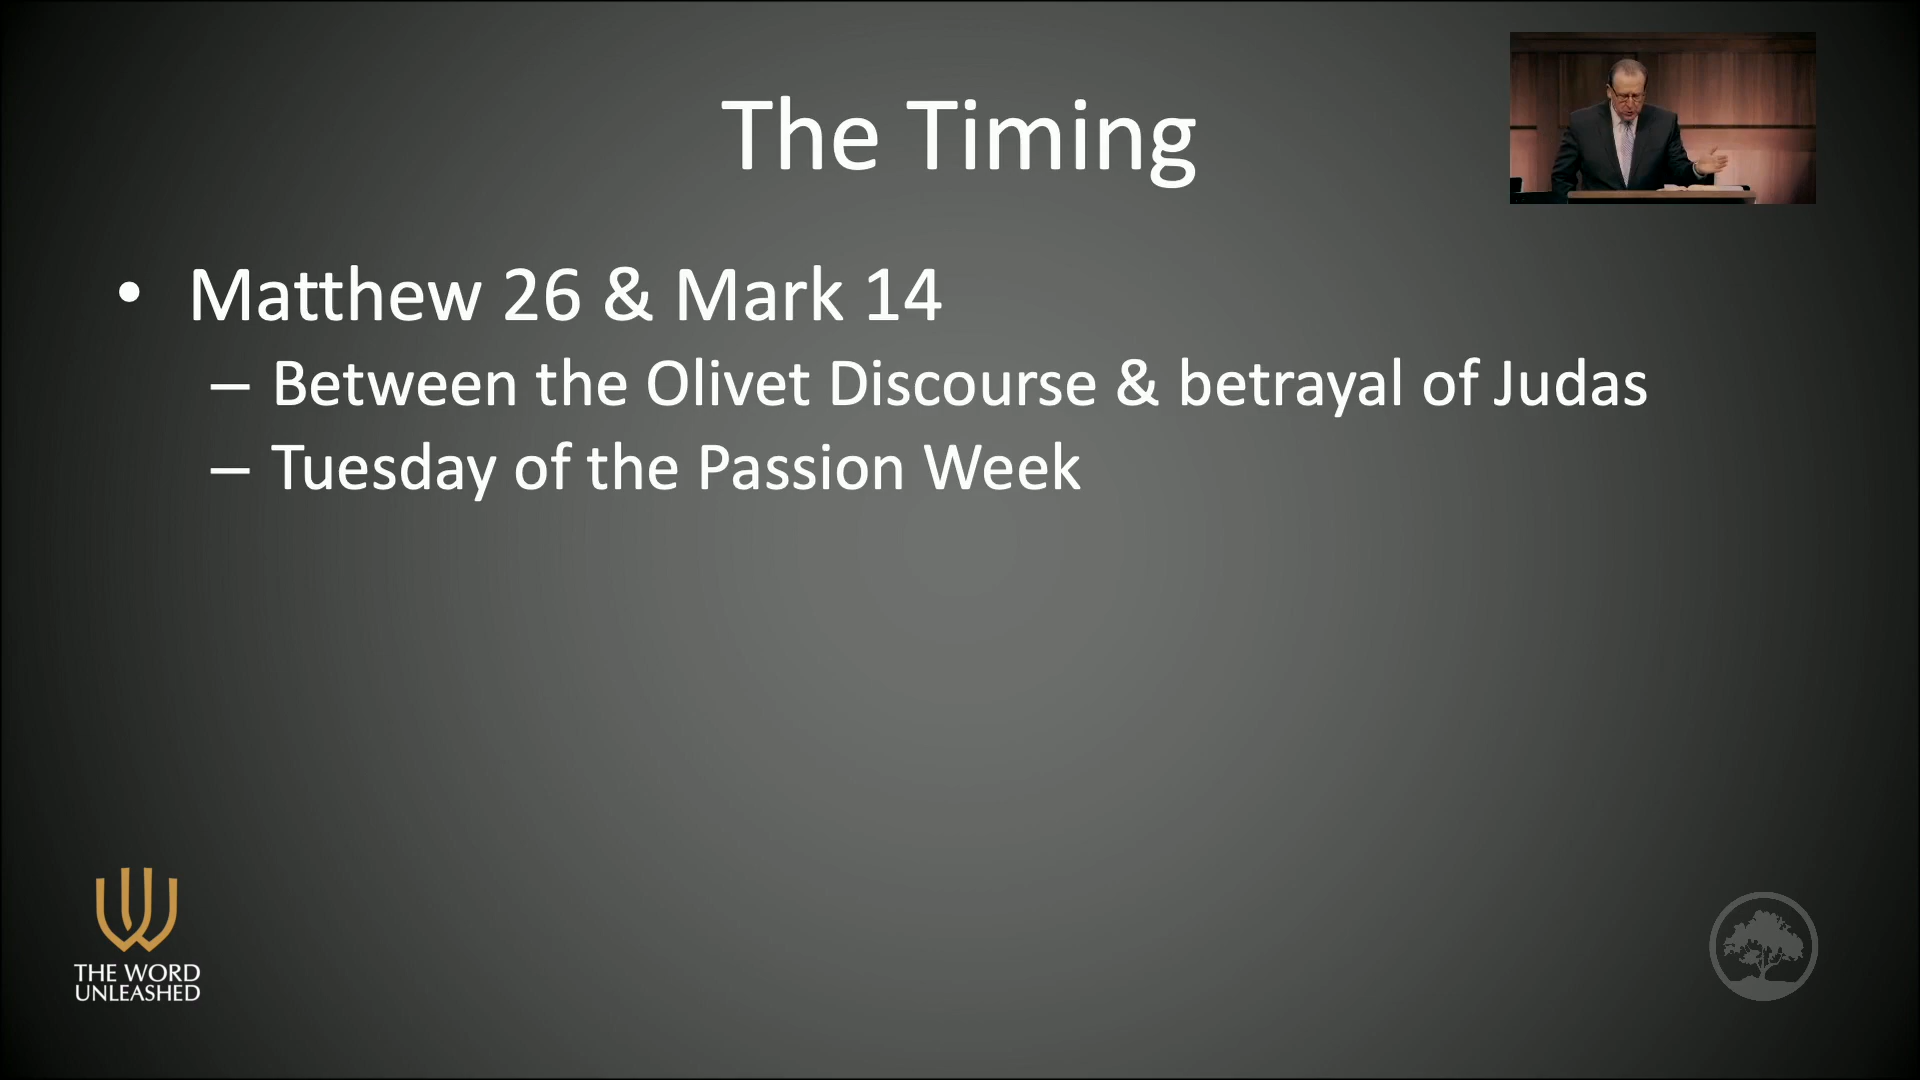 The Timing
• Matthew 26 & Mark 14
– Between the Olivet Discourse & betrayal of Judas
– Tuesday of the Passion Week
THE WORD
UNLEASHED